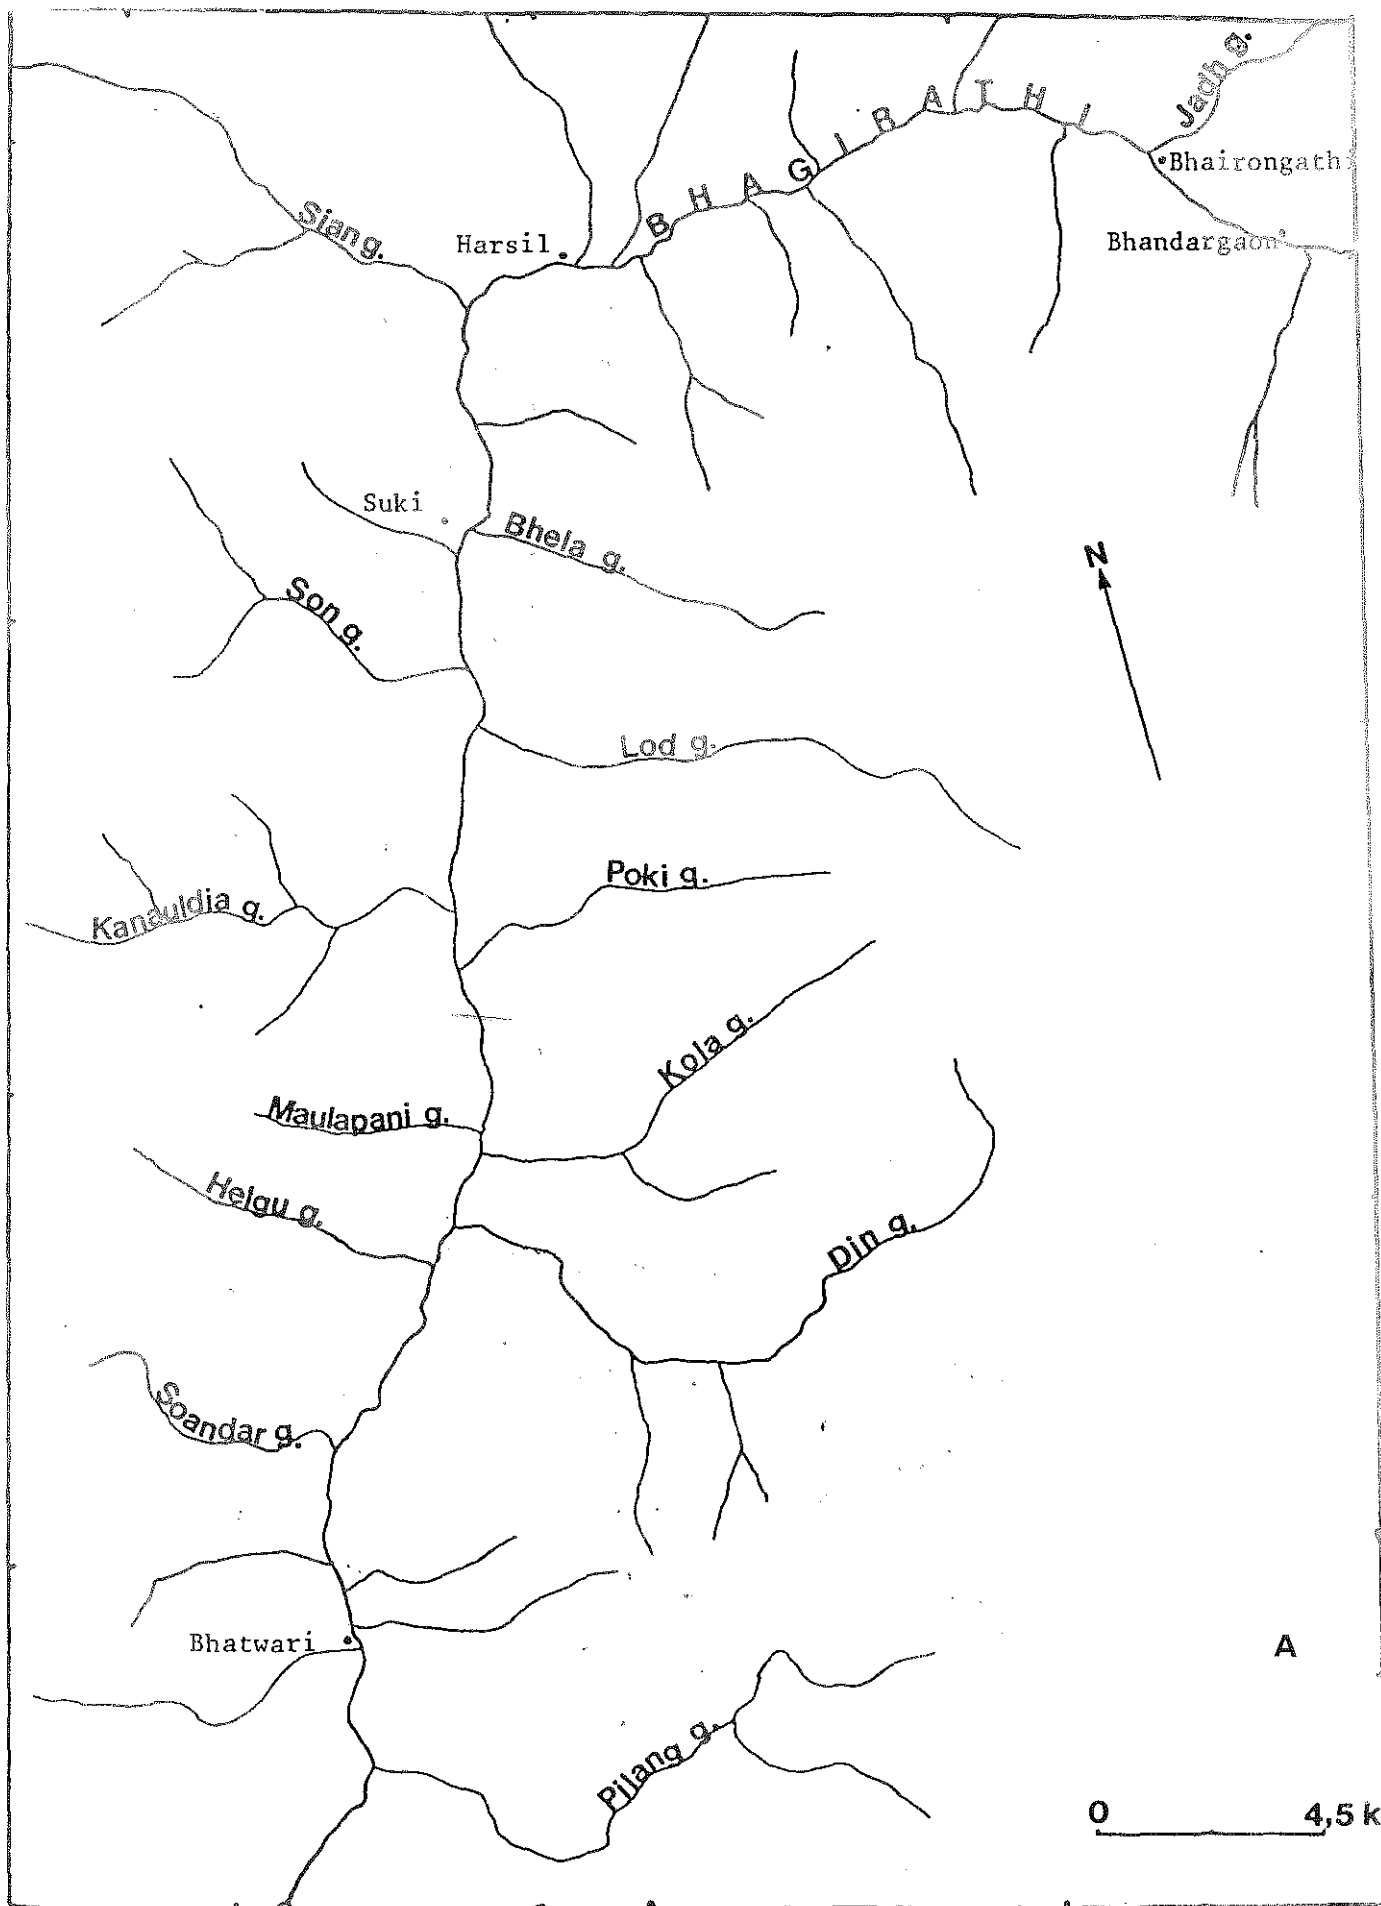 Jadh g.
BHAGIRATHI
Bhairongath
Siang.
Harsil
Bhandargaon
Suki
Bhela g.
N
Son g.
Lod g.
Poki g.
Kanauldia g.
Kola g.
Maulapani g.
Helgu g.
Din g.
Soandar g.
Bhatwari
A
Pilang g.
0 4,5 k